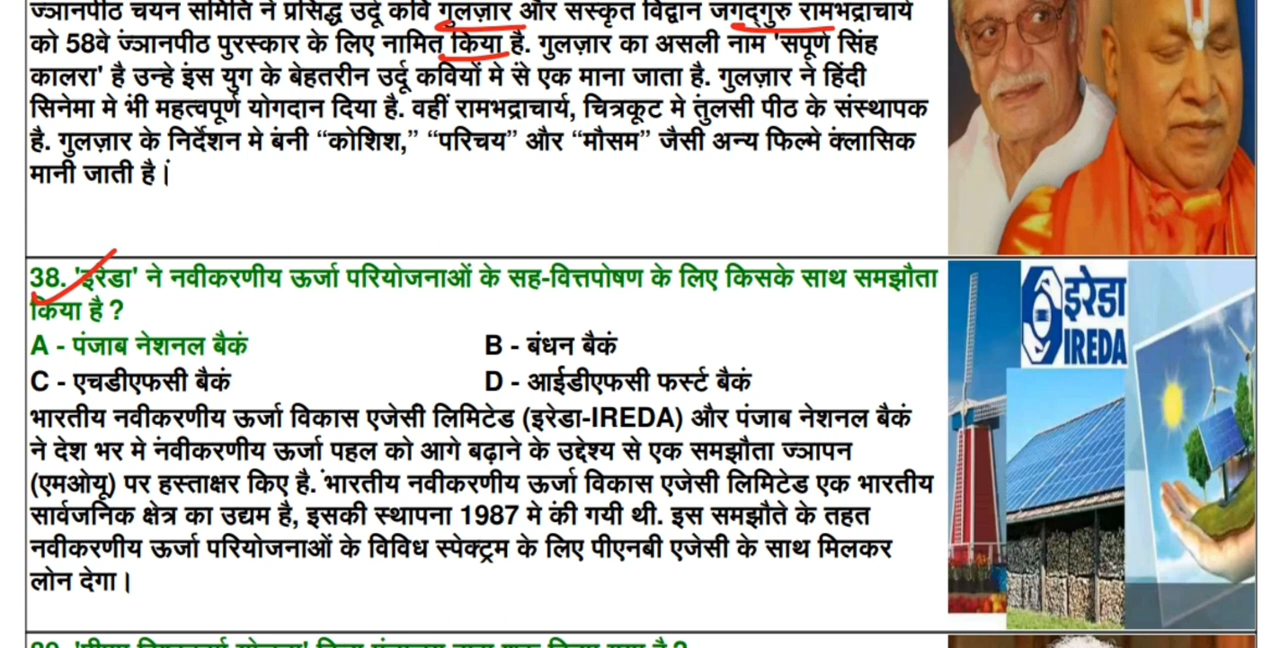 ज्ञानपीठ चयन समिति ने प्रसिद्ध उर्दू कवि गुलज़ार और संस्कृत विद्वान जगद्गुरु रामभद्राचार्य
को 58वे ज्ञानपीठ पुरस्कार के लिए नामित किया है. गुलज़ार का असली नाम 'संपूर्ण सिंह
कालरा' है उन्हे इस युग के बेहतरीन उर्दू कवियों मे से एक माना जाता है. गुलज़ार ने हिंदी
सिनेमा मे भी महत्वपूर्ण योगदान दिया है. वहीं रामभद्राचार्य, चित्रकूट मे तुलसी पीठ के संस्थापक
है. गुलज़ार के निर्देशन मे बनी “कोशिश,” “परिचय” और “मौसम” जैसी अन्य फिल्मे क्लासिक
मानी जाती है|
38. 'इरेडा' ने नवीकरणीय ऊर्जा परियोजनाओं के सह-वित्तपोषण के लिए किसके साथ समझौता
किया है ?
A - पंजाब नेशनल बैकं
B - बंधन बैकं
C - एचडीएफसी बैकं
D - आईडीएफसी फर्स्ट बैकं
भारतीय नवीकरणीय ऊर्जा विकास एजेसी लिमिटेड (इरेडा-IREDA) और पंजाब नेशनल बैकं
ने देश भर मे नंवीकरणीय ऊर्जा पहल को आगे बढ़ाने के उद्देश्य से एक समझौता ज्ञापन
(एमओयू) पर हस्ताक्षर किए है. भारतीय नवीकरणीय ऊर्जा विकास एजेसी लिमिटेड एक भारतीय
सार्वजनिक क्षेत्र का उद्यम है, इसकी स्थापना 1987 मे कीं गयी थी. इस समझौते के तहत
नवीकरणीय ऊर्जा परियोजनाओं के विविध स्पेक्ट्रम के लिए पीएनबी एजेसी के साथ मिलकर
लोन देगा|
इरेडा
IREDA